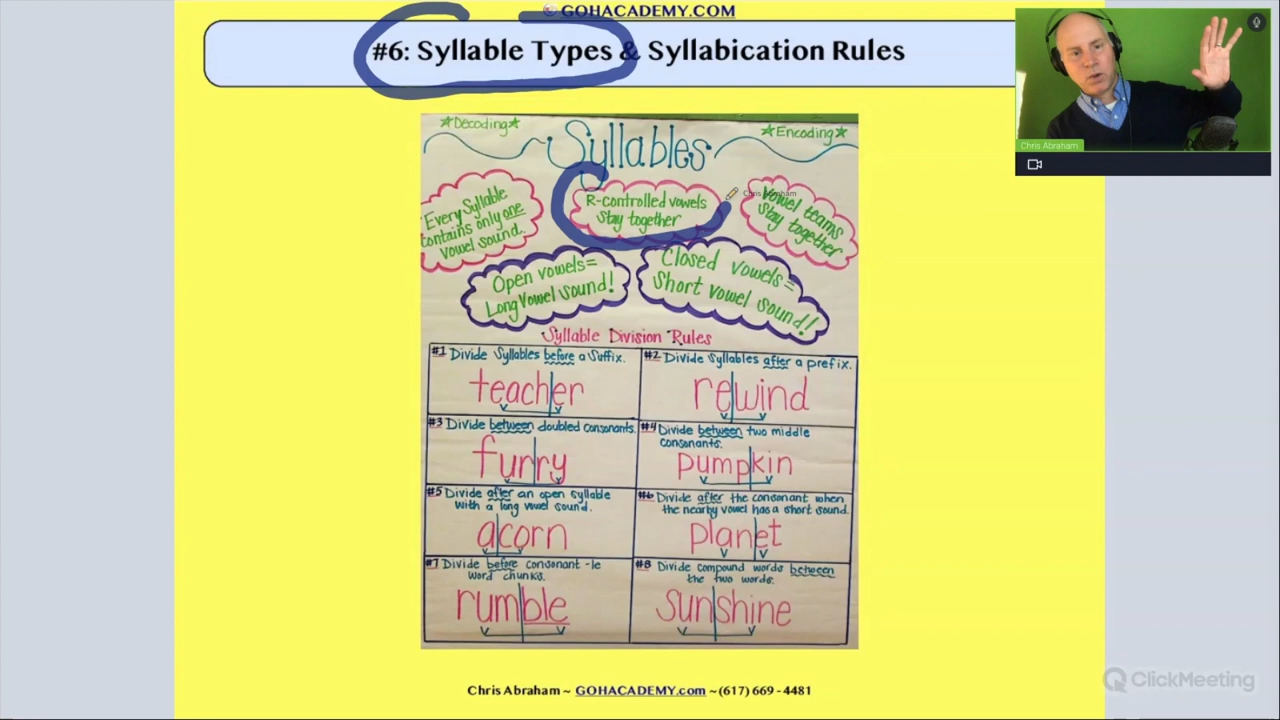 GOHACADEMY.COM
#6: Syllable Types & Syllabication Rules
Chris Abraham
*Decoding*
*Encoding*
Syllables
Every Syllable
contains only one
vowel sound.
R-controlled vowels
stay together
Chris Abraham
Vowel teams
stay together
Open vowels=
Long Vowel sound!
Closed vowels=
Short vowel sound!
Syllable Division Rules
#1 Divide Syllables before a Suffix.
teacher
#2 Divide Syllables after a prefix.
rewind
#3 Divide between doubled consonants.
furry
#4 Divide between two middle
consonants.
pumpkin
#5 Divide after an open syllable
with a long vowel sound.
acorn
#6 Divide after the consonant when
the nearby vowel has a short sound.
planet
#7 Divide before consonant -le
word chunks.
rumble
#8 Divide compound words between
the two words.
sunshine
Chris Abraham ~ GOHACADEMY.com ~(617) 669 - 4481
ClickMeeting